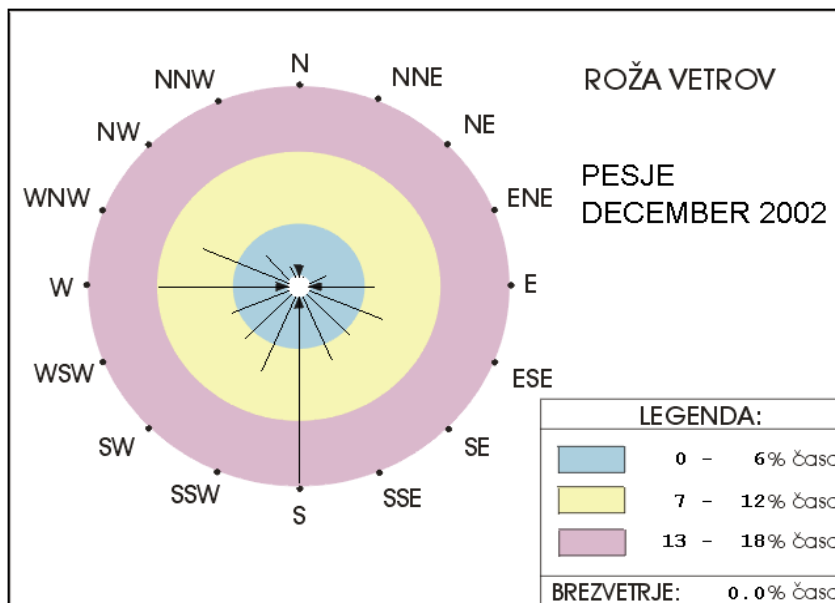 ROŽA VETROV
PESJE
DECEMBER 2002
N
NNE
NE
ENE
E
ESE
SE
SSE
S
SSW
SW
WSW
W
WNW
NW
NNW
LEGENDA:
0 - 6% časa
7 - 12% časa
13 - 18% časa
BREZVETRJE: 0.0% časa